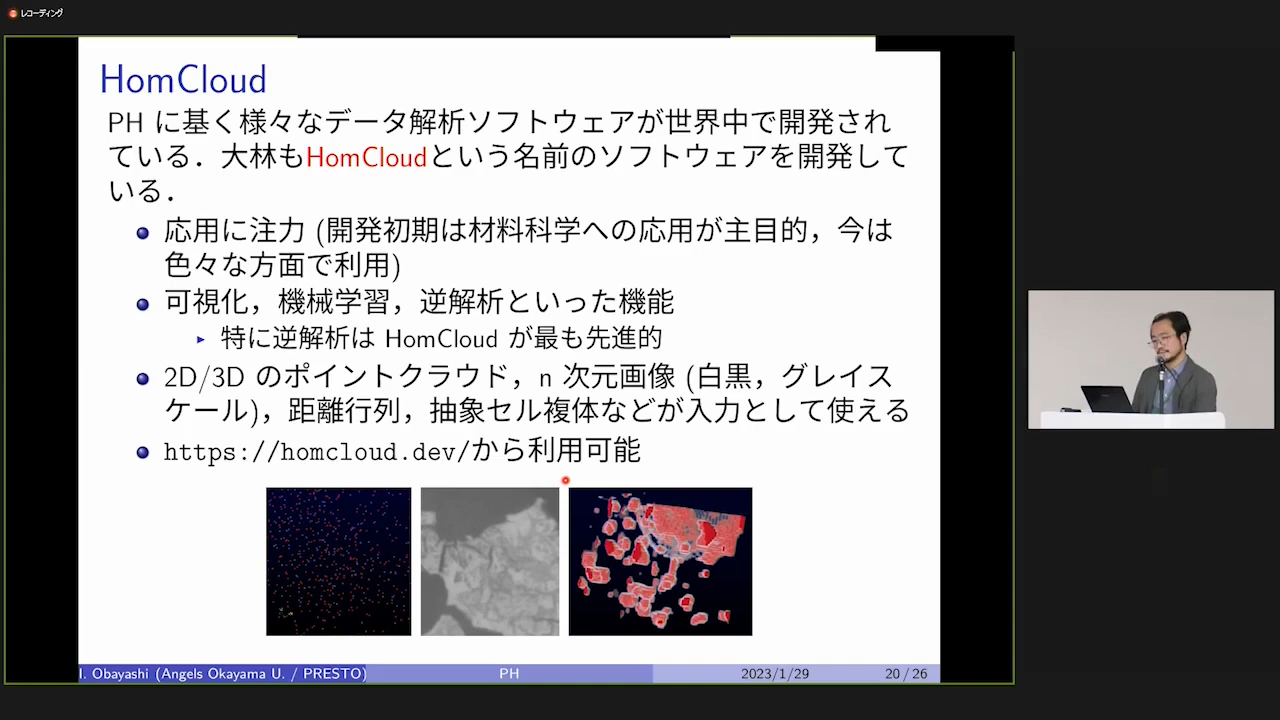 レコーディング
HomCloud
PH に基く様々なデータ解析ソフトウェアが世界中で開発され
ている．大林もHomCloudという名前のソフトウェアを開発して
いる．
応用に注力 (開発初期は材料科学への応用が主目的，今は
色々な方面で利用)
可視化，機械学習，逆解析といった機能
特に逆解析は HomCloud が最も先進的
2D/3D のポイントクラウド，n 次元画像 (白黒，グレイス
ケール)，距離行列，抽象セル複体などが入力として使える
https://homcloud.dev/から利用可能
I. Obayashi (Angels Okayama U. / PRESTO)
PH
2023/1/29
20 / 26